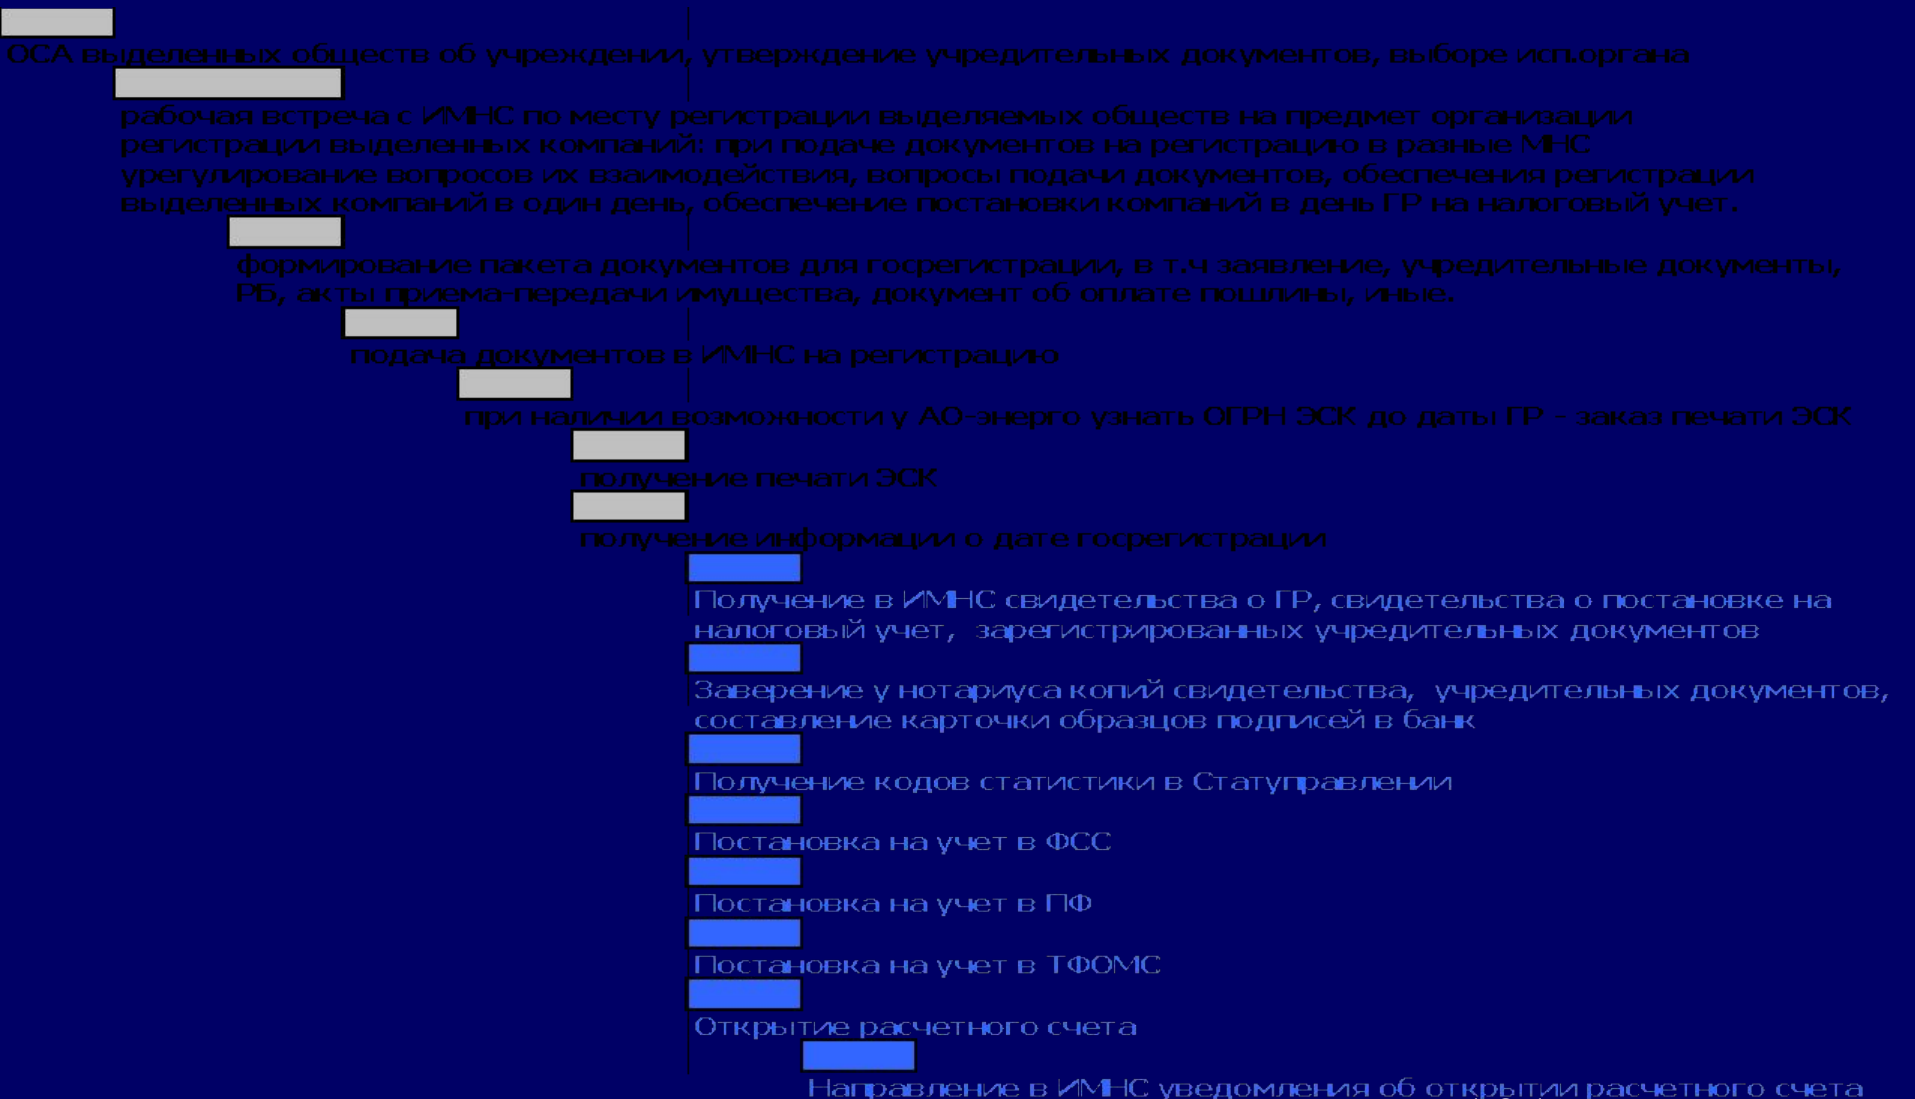 ОСА выделенных обществ об учреждении, утверждение учредительных документов, выборе исп.органа
рабочая встреча с ИМНС по месту регистрации выделяемых обществ на предмет организации
регистрации выделенных компаний: при подаче документов на регистрацию в разные МНС
урегулирование вопросов их взаимодействия, вопросы подачи документов, обеспечения регистрации
выделенных компаний в один день, обеспечение постановки компаний в день ГР на налоговый учет.
формирование пакета документов для госрегистрации, в т.ч заявление, учредительные документы,
РБ, акты приема-передачи имущества, документ об оплате пошлины, иные.
подача документов в ИМНС на регистрацию
при наличии возможности у АО-энерго узнать ОГРН ЭСК до даты ГР - заказ печати ЭСК
получение печати ЭСК
получение информации о дате госрегистрации
Получение в ИМНС свидетельства о ГР, свидетельства о постановке на
налоговый учет, зарегистрированных учредительных документов
Заверение у нотариуса копий свидетельства, учредительных документов,
составление карточки образцов подписей в банк
Получение кодов статистики в Статуправлении
Постановка на учет в ФСС
Постановка на учет в ПФ
Постановка на учет в ТФОМС
Открытие расчетного счета
Направление в ИМНС уведомления об открытии расчетного счета